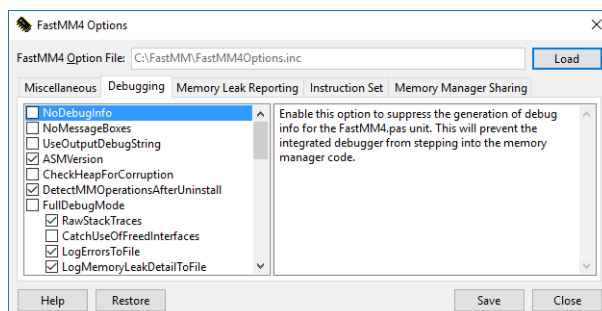 FastMM4 Options
FastMM4 Option File: C:\FastMM\FastMM4Options.inc Load
Miscellaneous Debugging Memory Leak Reporting Instruction Set Memory Manager Sharing
NoDebugInfo
NoMessageBoxes
UseOutputDebugString
ASMVersion
CheckHeapForCorruption
DetectMMOperationsAfterUninstall
FullDebugMode
RawStackTraces
CatchUseOfFreedInterfaces
LogErrorsToFile
LogMemoryLeakDetailToFile
Enable this option to suppress the generation of debug
info for the FastMM4.pas unit. This will prevent the
integrated debugger from stepping into the memory
manager code.
Help Restore Save Close